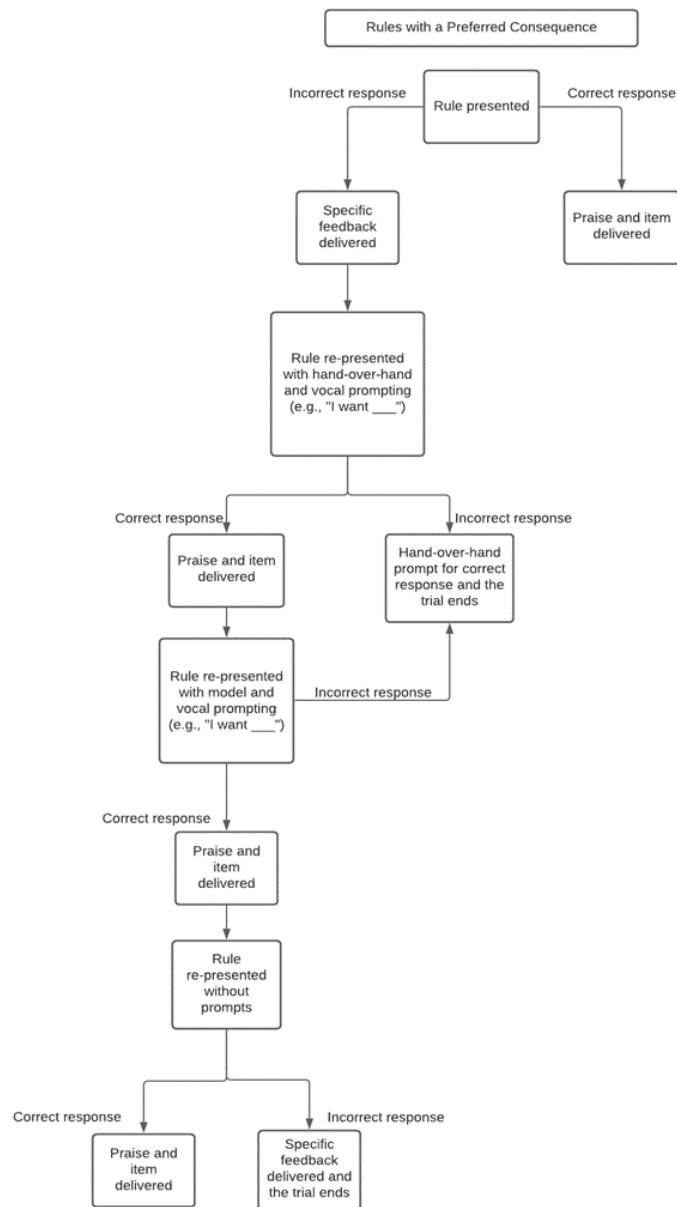 Rules with a Preferred Consequence
Incorrect response
Rule presented
Correct response
Specific
feedback
delivered
Praise and item
delivered
Rule re-presented
with hand-over-hand
and vocal prompting
(e.g., "I want ___")
Correct response
Incorrect response
Praise and item
delivered
Hand-over-hand
prompt for correct
response and the
trial ends
Rule re-presented
with model and
vocal prompting
(e.g., "I want ___")
Incorrect response
Correct response
Praise and
item
delivered
Rule
re-presented
without
prompts
Correct response
Incorrect response
Praise and
item
delivered
Specific
feedback
delivered and
the trial ends